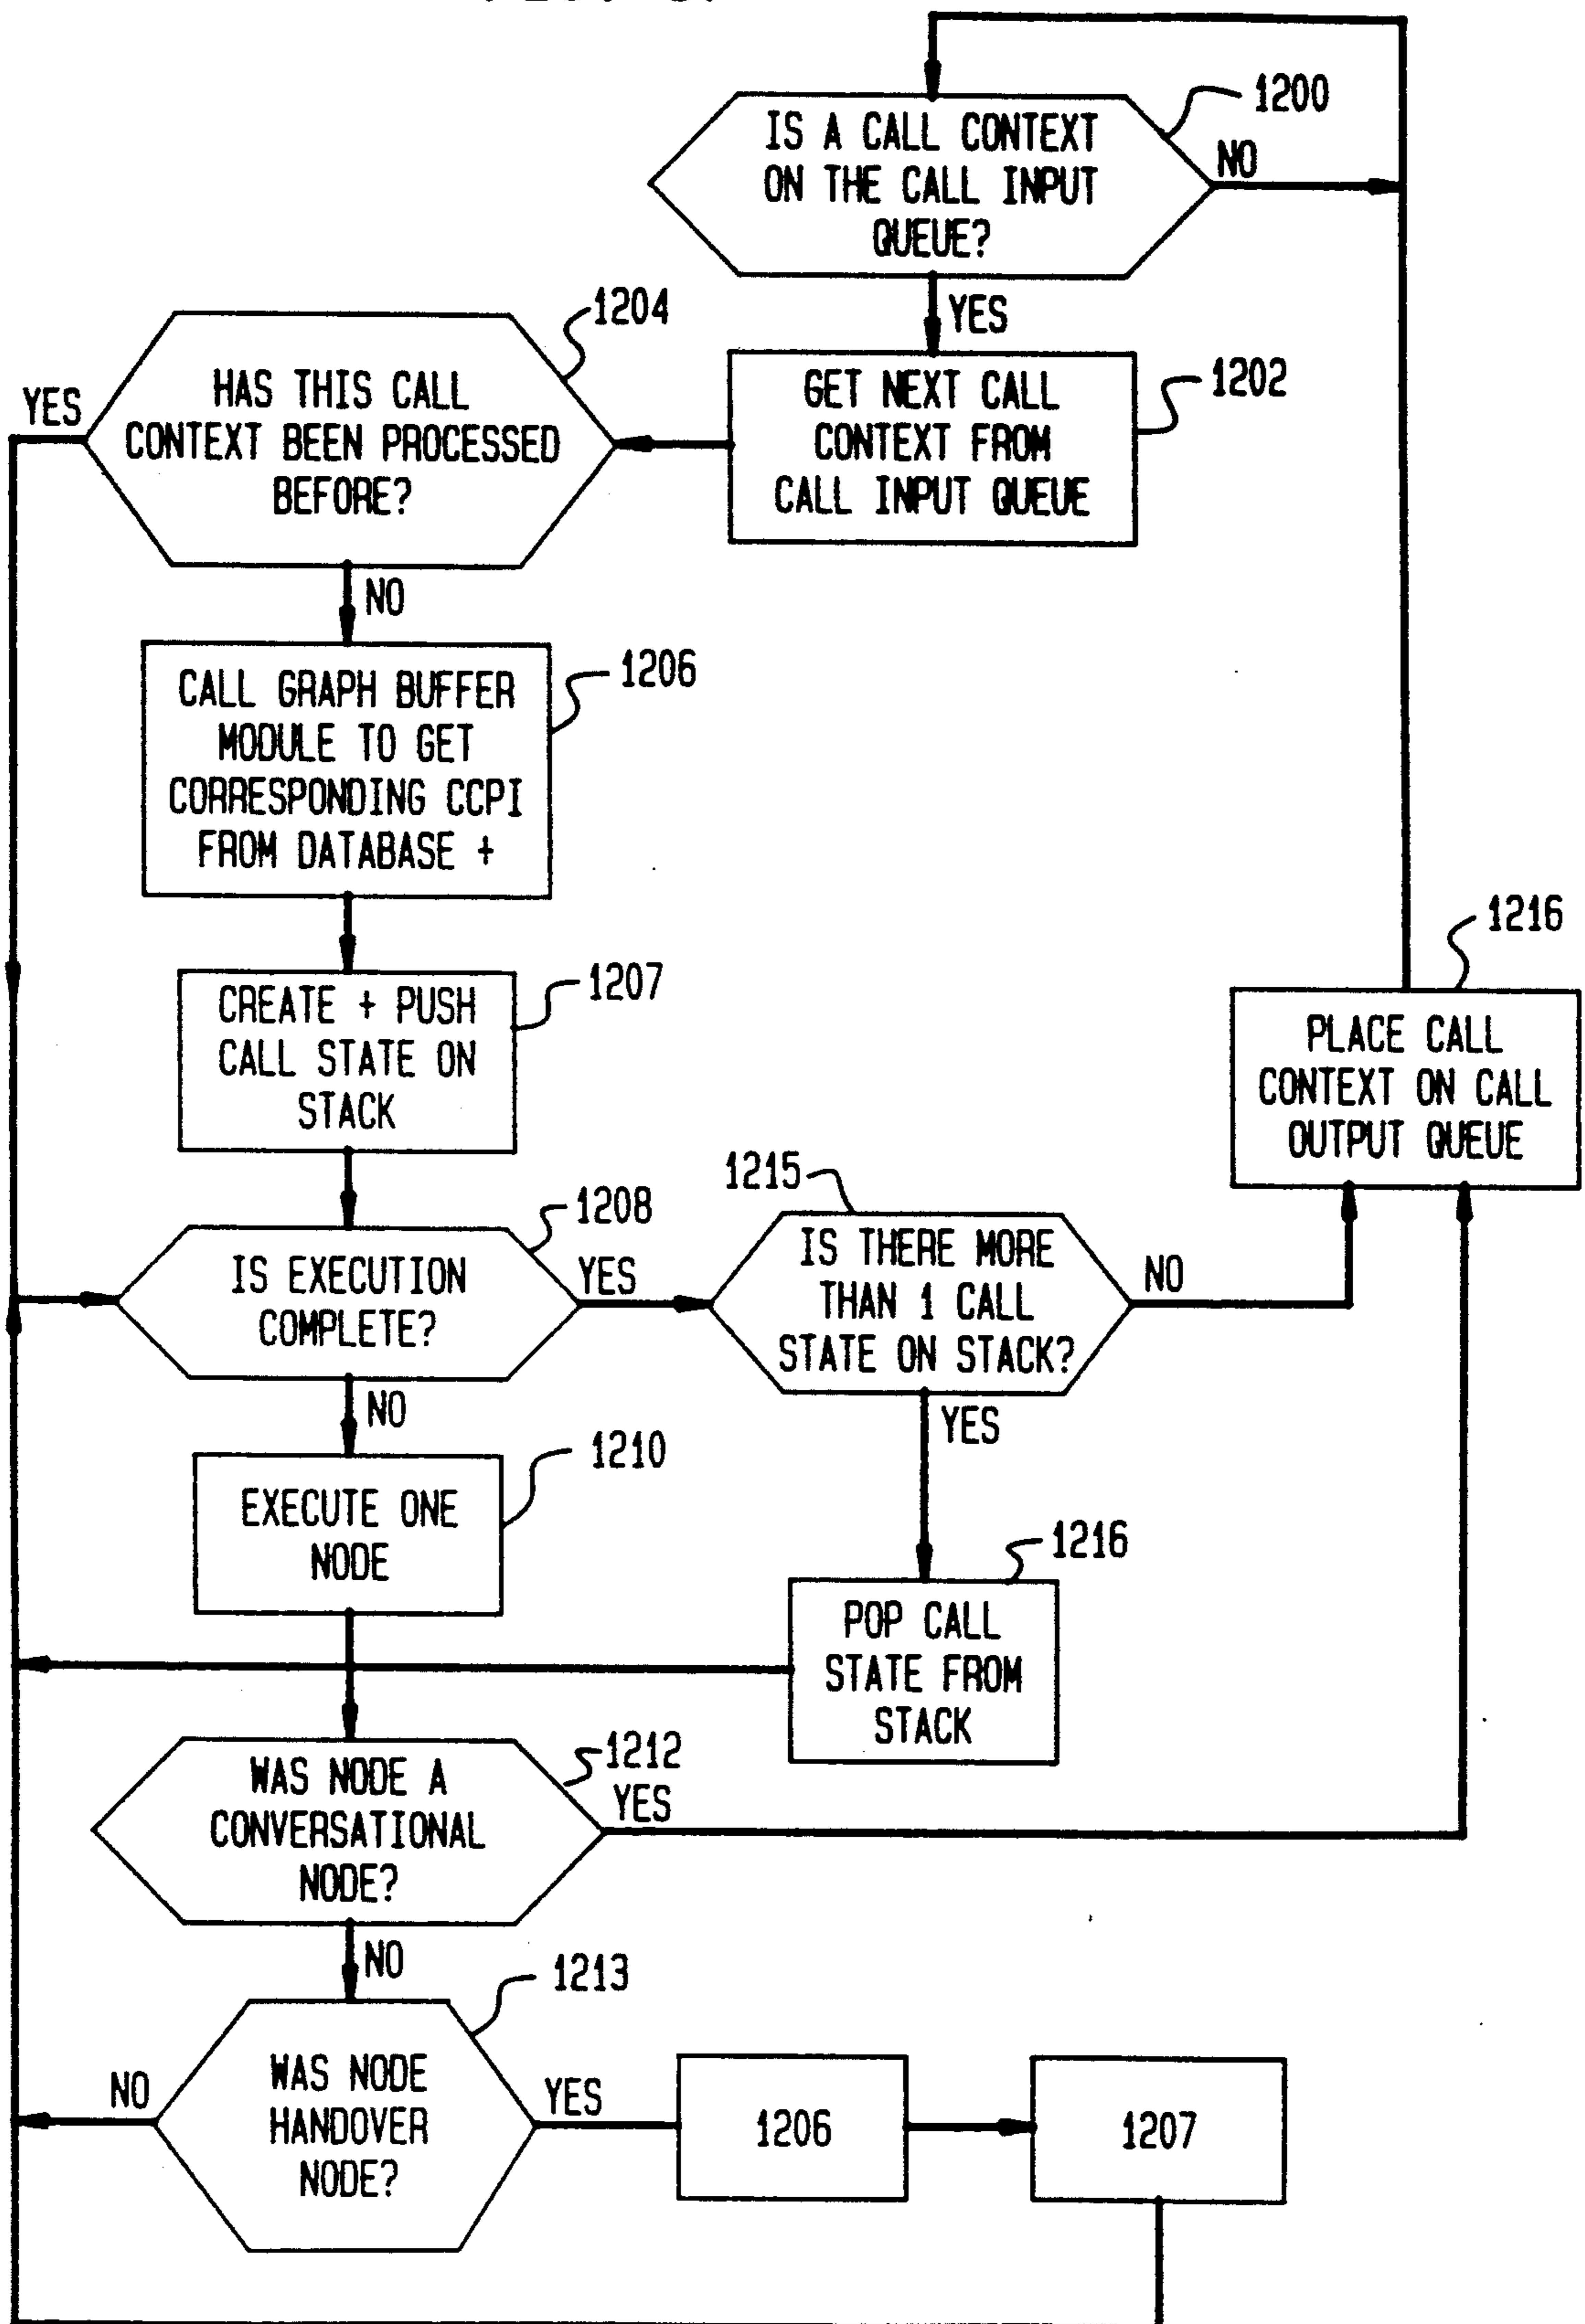 1200
IS A CALL CONTEXT
ON THE CALL INPUT
QUEUE?
NO
YES
1204
HAS THIS CALL
CONTEXT BEEN PROCESSED
BEFORE?
YES
NO
1202
GET NEXT CALL
CONTEXT FROM
CALL INPUT QUEUE
1206
CALL GRAPH BUFFER
MODULE TO GET
CORRESPONDING CCPI
FROM DATABASE +
1207
CREATE + PUSH
CALL STATE ON
STACK
1216
PLACE CALL
CONTEXT ON CALL
OUTPUT QUEUE
1208
IS EXECUTION
COMPLETE?
YES
NO
1215
IS THERE MORE
THAN 1 CALL
STATE ON STACK?
NO
YES
1210
EXECUTE ONE
NODE
1216
POP CALL
STATE FROM
STACK
1212
WAS NODE A
CONVERSATIONAL
NODE?
YES
NO
1213
WAS NODE
HANDOVER
NODE?
NO
YES
1206
1207